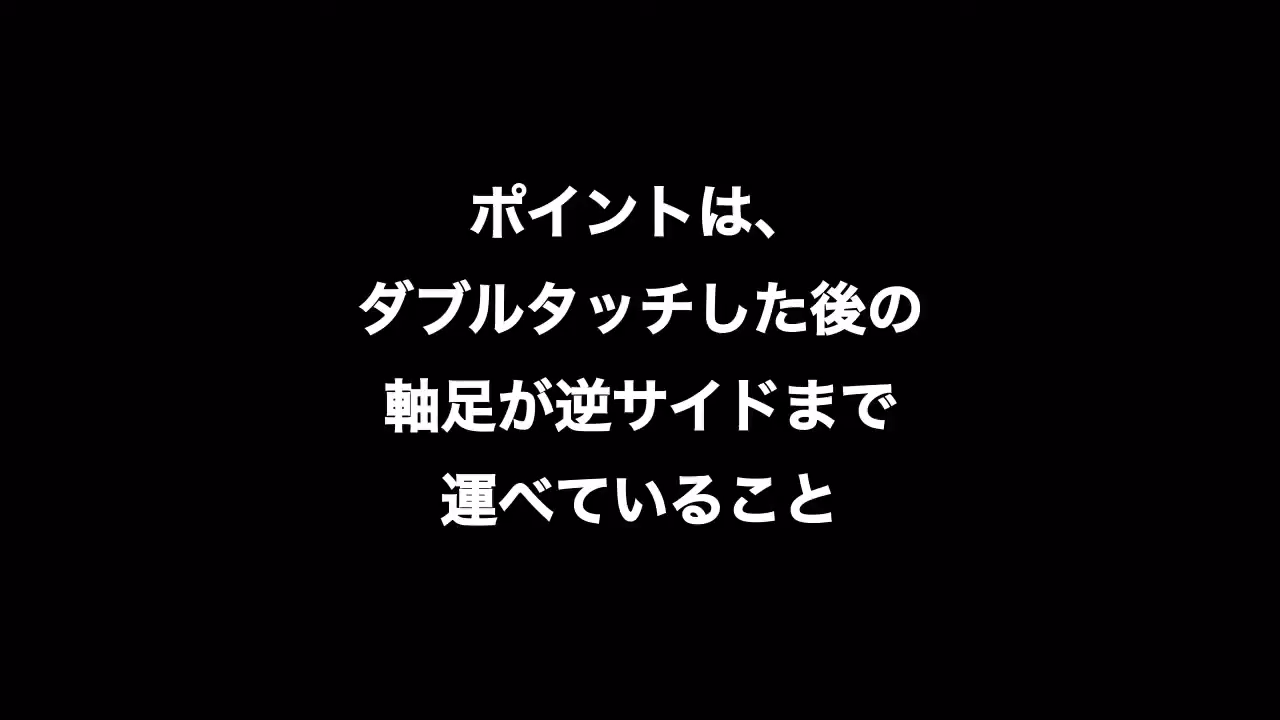 ポイントは、
ダブルタッチした後の
軸足が逆サイドまで
運べていること